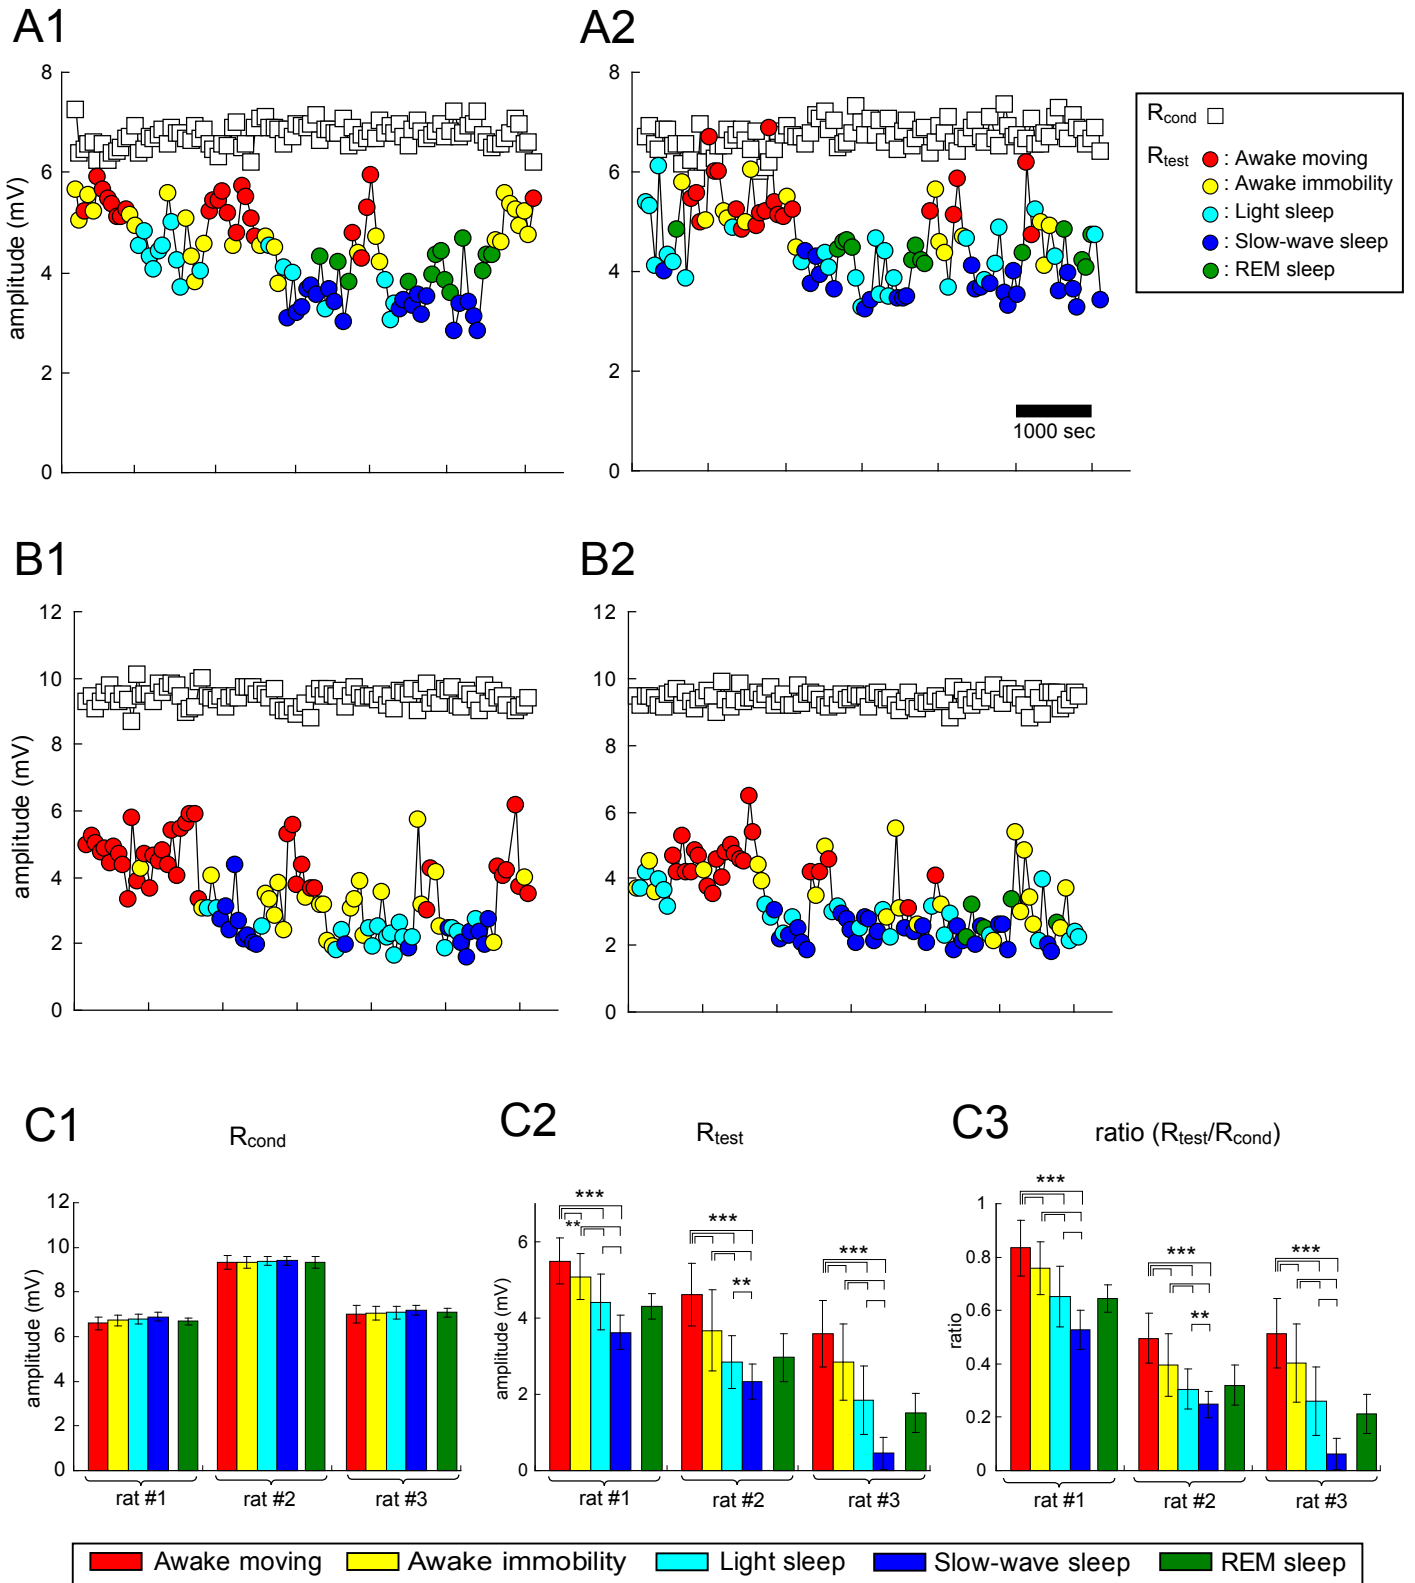 A1
A2
8
6
4
2
0
amplitude (mV)
8
6
4
2
0
1000 sec
Rcond
Rtest
: Awake moving
: Awake immobility
: Light sleep
: Slow-wave sleep
: REM sleep
B1
B2
12
10
8
6
4
2
0
amplitude (mV)
12
10
8
6
4
2
0
C1
Rcond
12
10
8
6
4
2
0
amplitude (mV)
rat #1
rat #2
rat #3
C2
Rtest
6
4
2
0
amplitude (mV)
***
**
***
**
***
rat #1
rat #2
rat #3
C3
ratio (Rtest/Rcond)
1
0.8
0.6
0.4
0.2
0
ratio
***
***
**
***
rat #1
rat #2
rat #3
Awake moving
Awake immobility
Light sleep
Slow-wave sleep
REM sleep